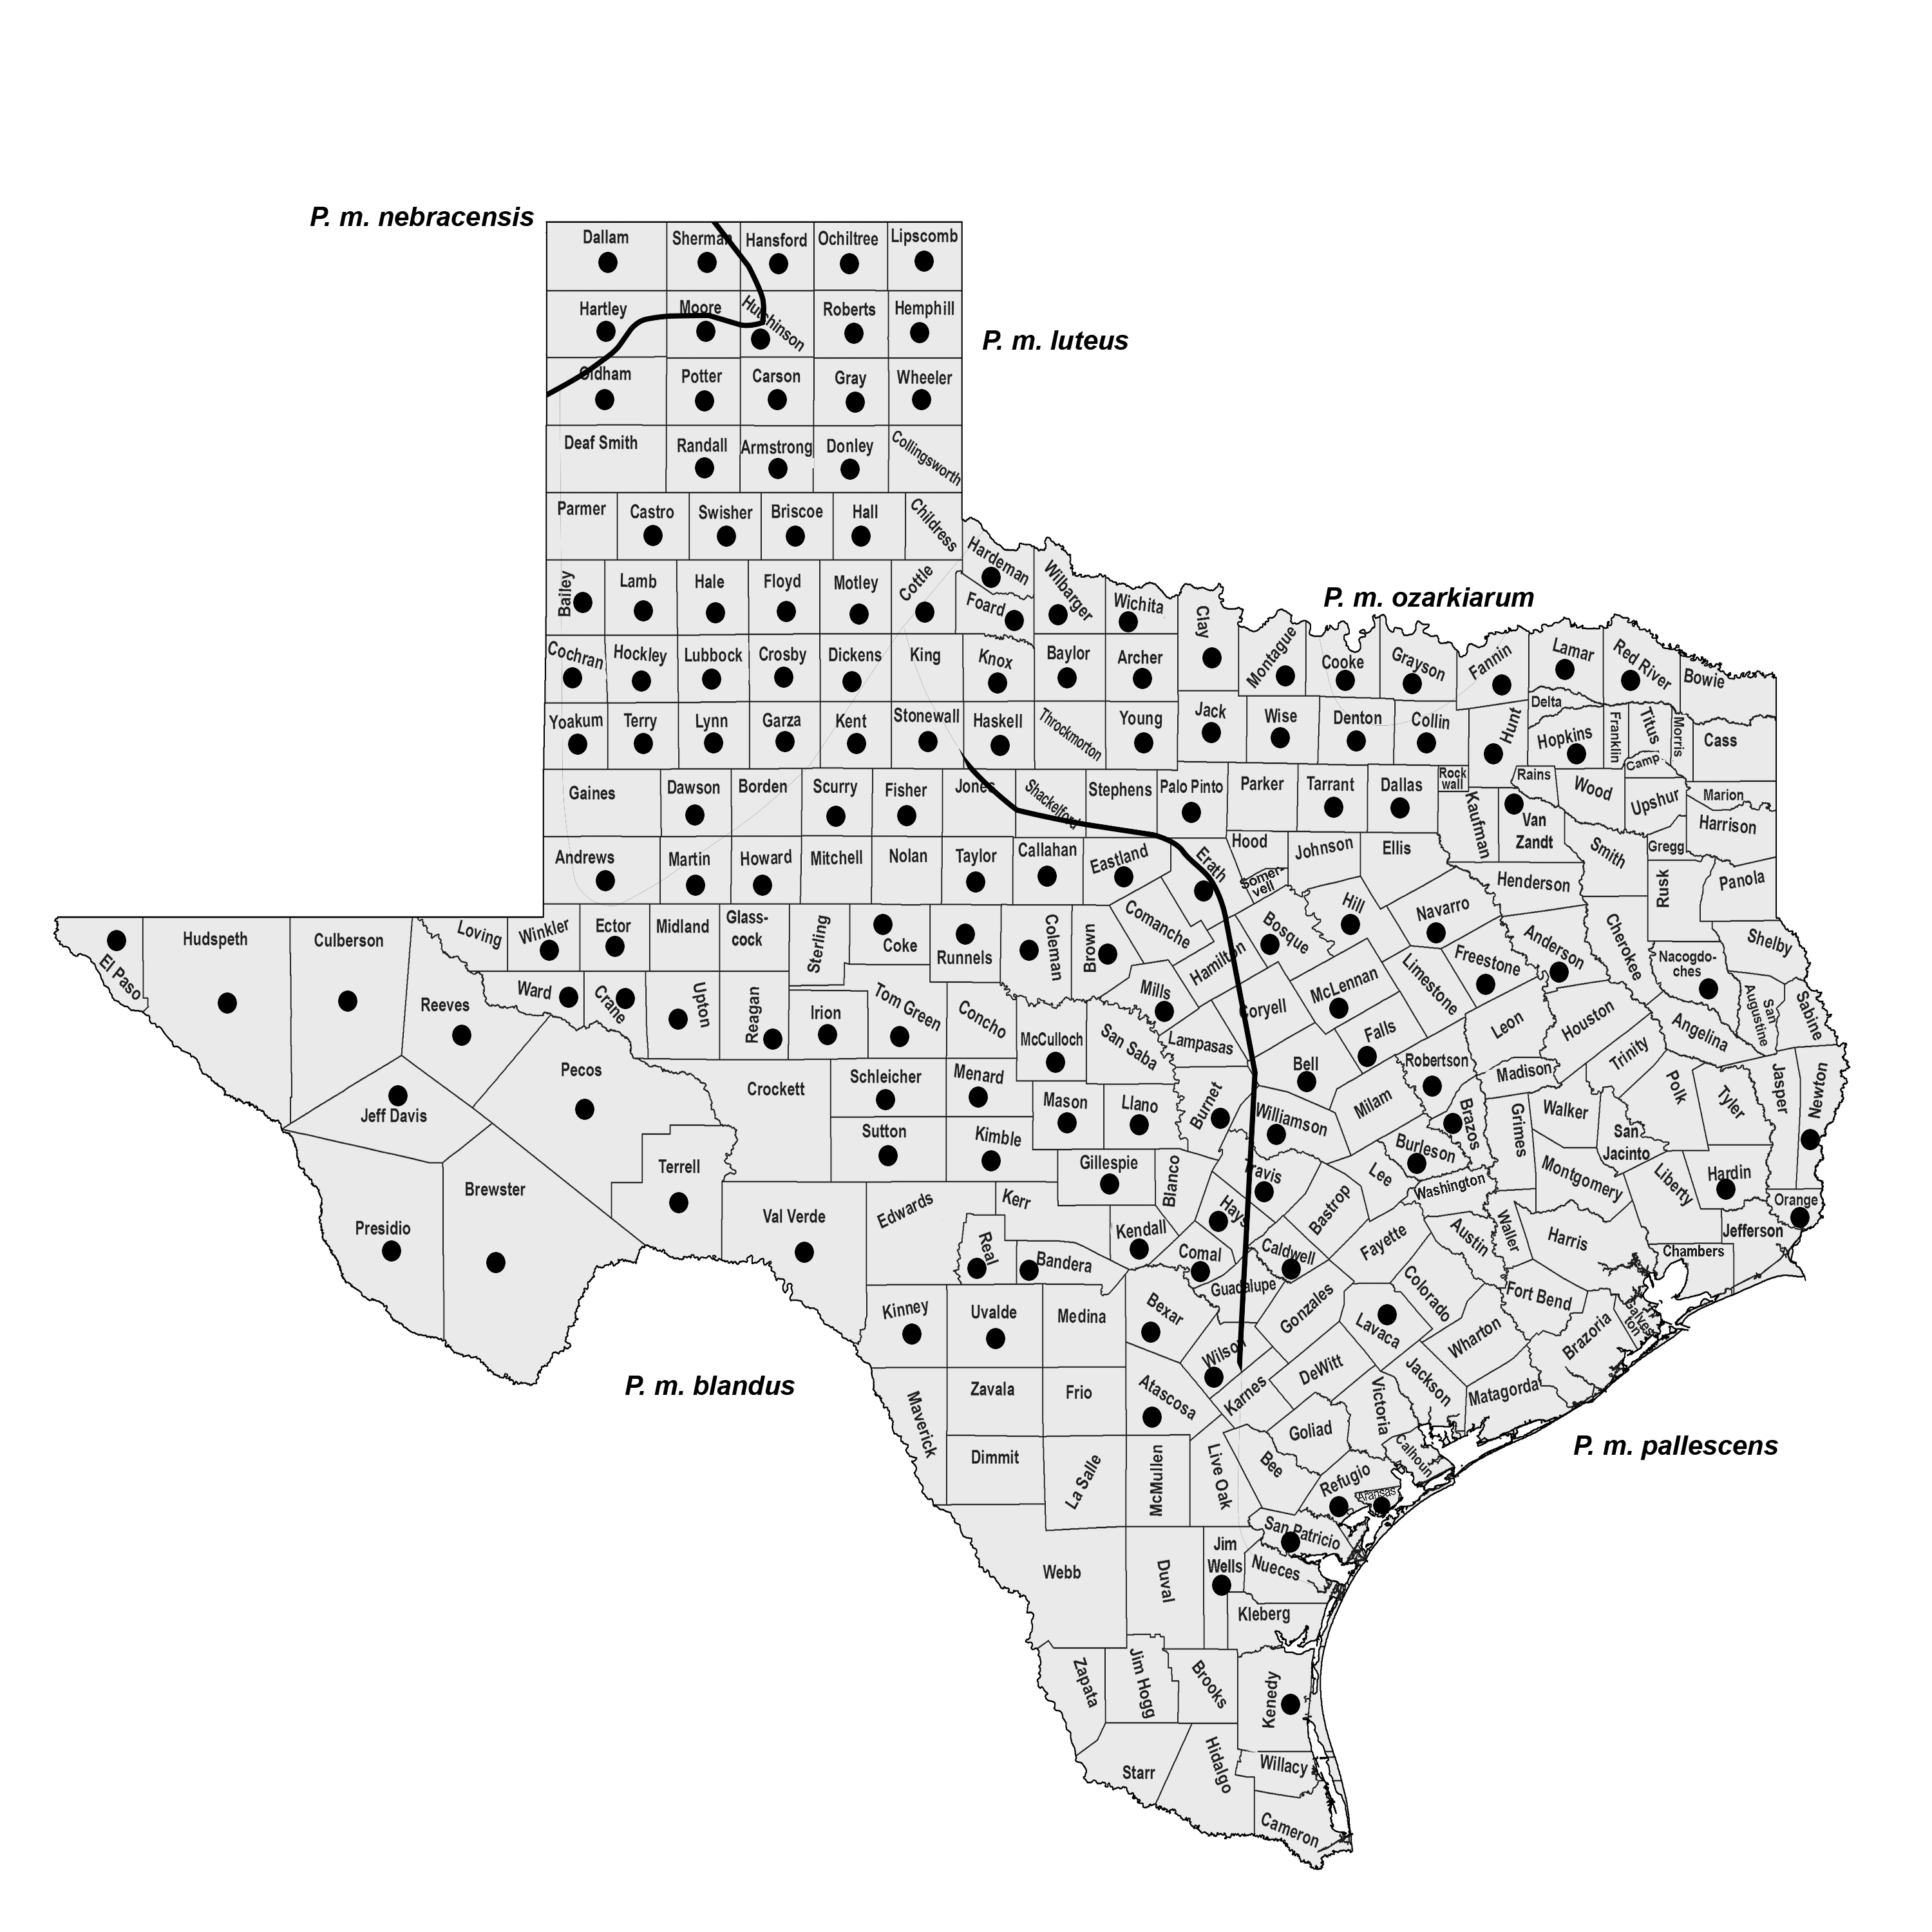 P. m. nebracensis
Dallam
Sherman
Hansford
Ochiltree
Lipscomb
Hartley
Moore
Hutchinson
Roberts
Hemphill
P. m. luteus
Oldham
Potter
Carson
Gray
Wheeler
Deaf Smith
Randall
Armstrong
Donley
Collingsworth
Parmer
Castro
Swisher
Briscoe
Hall
Childress
Hardeman
Bailey
Lamb
Hale
Floyd
Motley
Cottle
Foard
Wilbarger
Wichita
Clay
P. m. ozarkiarum
Cochran
Hockley
Lubbock
Crosby
Dickens
King
Knox
Baylor
Archer
Montague
Cooke
Grayson
Fannin
Lamar
Red River
Bowie
Yoakum
Terry
Lynn
Garza
Kent
Stonewall
Haskell
Throckmorton
Young
Jack
Wise
Denton
Collin
Hunt
Delta
Hopkins
Franklin
Titus
Morris
Cass
Camp
Gaines
Dawson
Borden
Scurry
Fisher
Jones
Shackelford
Stephens
Palo Pinto
Parker
Tarrant
Dallas
Rock
wall
Kaufman
Rains
Van
Zandt
Wood
Upshur
Marion
Harrison
Andrews
Martin
Howard
Mitchell
Nolan
Taylor
Callahan
Eastland
Erath
Hood
Somer-
vell
Johnson
Ellis
Henderson
Smith
Gregg
Rusk
Panola
El Paso
Hudspeth
Culberson
Loving
Winkler
Ector
Midland
Glass-
cock
Sterling
Coke
Runnels
Coleman
Brown
Comanche
Hamilton
Bosque
Hill
Navarro
Freestone
Anderson
Cherokee
Nacogdo-
ches
Shelby
Reeves
Ward
Crane
Upton
Reagan
Irion
Tom Green
Concho
McCulloch
San Saba
Mills
Lampasas
Coryell
McLennan
Limestone
Falls
Leon
Houston
Trinity
Angelina
San
Augustine
Sabine
Jeff Davis
Pecos
Crockett
Schleicher
Menard
Mason
Llano
Burnet
Bell
Williamson
Milam
Robertson
Brazos
Madison
Grimes
Walker
San
Jacinto
Polk
Tyler
Jasper
Newton
Presidio
Brewster
Terrell
Val Verde
Sutton
Kimble
Gillespie
Blanco
Travis
Hays
Bastrop
Lee
Burleson
Washington
Montgomery
Liberty
Hardin
Orange
Jefferson
Chambers
Edwards
Kerr
Real
Bandera
Kendall
Comal
Caldwell
Guadalupe
Fayette
Austin
Waller
Harris
Kinney
Uvalde
Medina
Bexar
Wilson
Gonzales
Lavaca
Colorado
Fort Bend
Wharton
Brazoria
Galves-
ton
P. m. blandus
Maverick
Zavala
Frio
Atascosa
Karnes
DeWitt
Jackson
Matagorda
Victoria
P. m. pallescens
Dimmit
La Salle
McMullen
Live Oak
Bee
Goliad
Calhoun
Refugio
Aransas
San Patricio
Webb
Duval
Jim
Wells
Nueces
Kleberg
Zapata
Jim Hogg
Brooks
Kenedy
Starr
Hidalgo
Willacy
Cameron